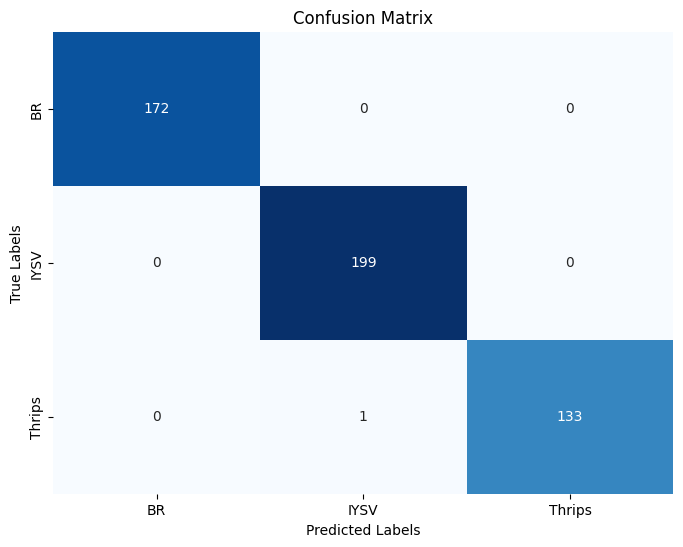 Confusion Matrix
True Labels
BR 172 0 0
IYSV 0 199 0
Thrips 0 1 133
BR IYSV Thrips
Predicted Labels